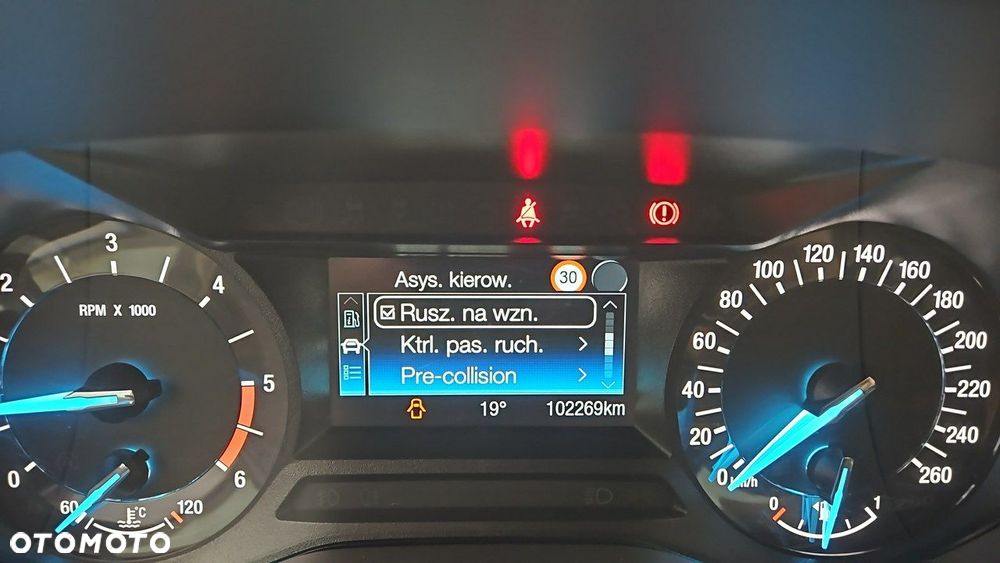 3
2
4
RPM X 1000
5
0
6
60
°C
120
Asys. kierow.
30
Rusz. na wzn.
Ktrl. pas. ruch.
Pre-collision
19°
102269km
120
100
140
80
160
180
60
200
40
220
20
240
0
km/h
260
0
1
OTOMOTO